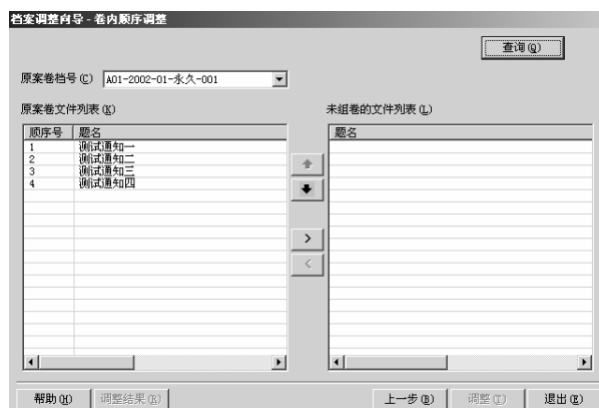 档案调整向导-卷内顺序调整
查询(Q)
原案卷档号(C) A01-2002-01-永久-001
原案卷文件列表(K) 未组卷的文件列表(L)
顺序号 题名 题名
1 测试通知一
2 测试通知二
3 测试通知三
4 测试通知四
>
<
帮助(H) 调整结果(R) 上一步(B) 调整(T) 退出(E)